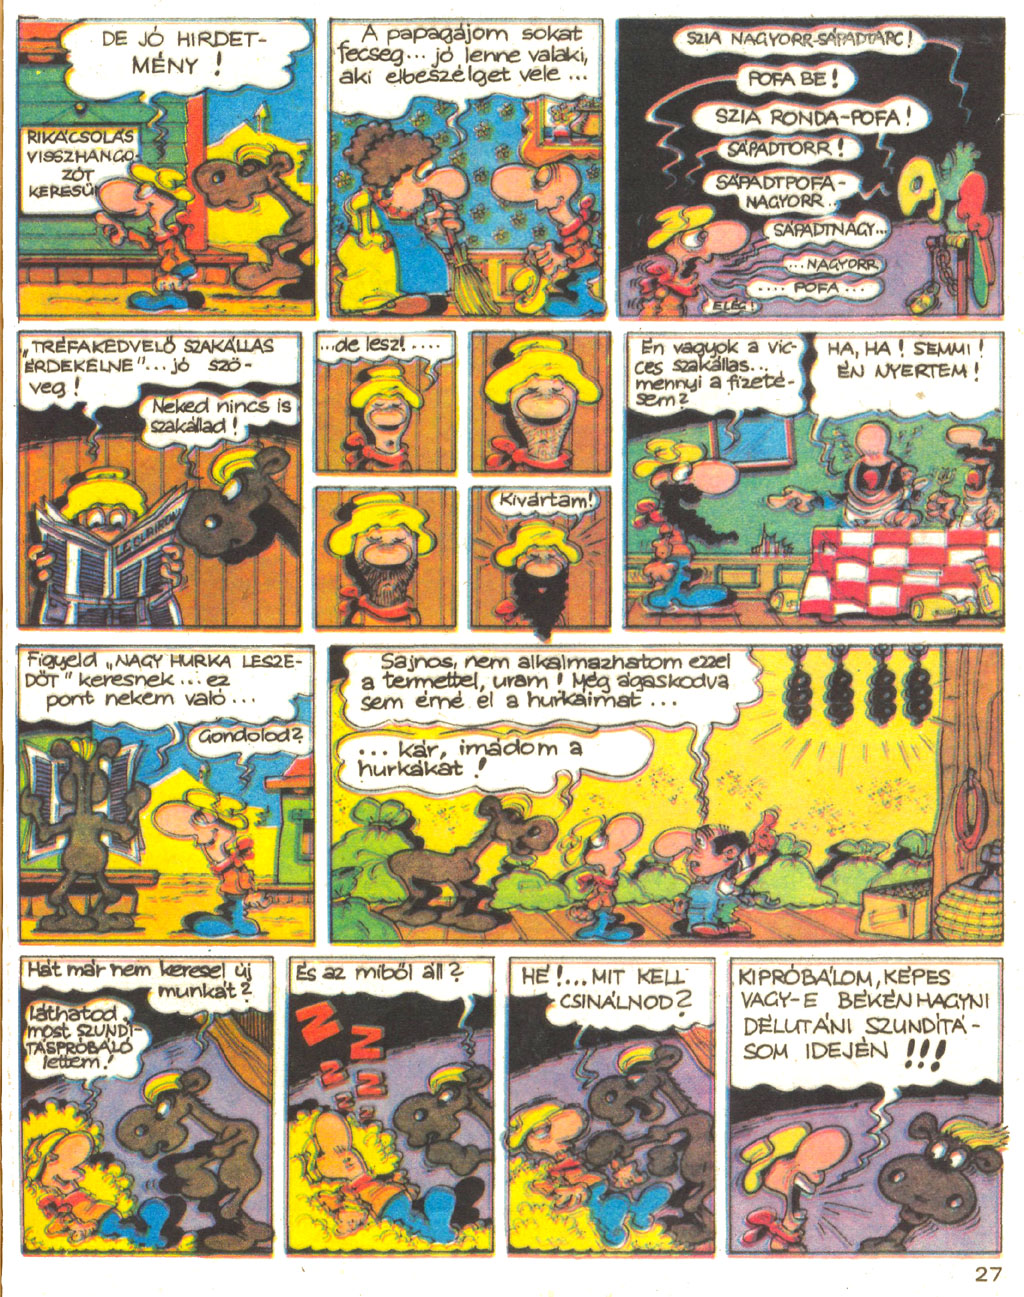 DE JÓ HIRDET-
MÉNY !
RIKÁCSOLÁS
VISSZHANGO-
ZÓT
KERESÜN
A papagájom sokat
fecseg... jó lenne valaki,
aki elbeszélget vele ...
SZIA NAGYORR-SÁPADTARC!
POFA BE!
SZIA RONDA-POFA!
SÁPADTORR!
SÁPADTPOFA-
NAGYORR..
SÁPADTNAGY...
...NAGYORR
.... POFA ...
ELÉG!
„TRÉFAKEDVELŐ SZAKÁLLAS
ÉRDEKELNE"...jó szö-
veg!
Neked nincs is
szakállad!
...de lesz!....
Kivártam!
Én vagyok a vic-
ces szakállas...
mennyi a fizeté-
sem?
HA, HA! SEMMI!
ÉN NYERTEM!
Figyeld „NAGY HURKA LESZE-
DŐT" keresnek...ez
pont nekem való...
Gondolod?
Sajnos, nem alkalmazhatom ezzel
a termettel, uram! Még ágaskodva
sem érné el a hurkáimat ...
... kár, imádom a
hurkákat!
Hát már nem keresel új
munkát?
Láthatod
most SZUNDÍ-
TÁSPRÓBÁLÓ
lettem!
És az miből áll?
Z Z
Z Z
Z Z
HÉ!...MIT KELL
CSINÁLNOD?
KIPRÓBÁLOM, KÉPES
VAGY-E BÉKÉN HAGYNI
DÉLUTÁNI SZUNDÍTÁ-
SOM IDEJÉN !!!
27